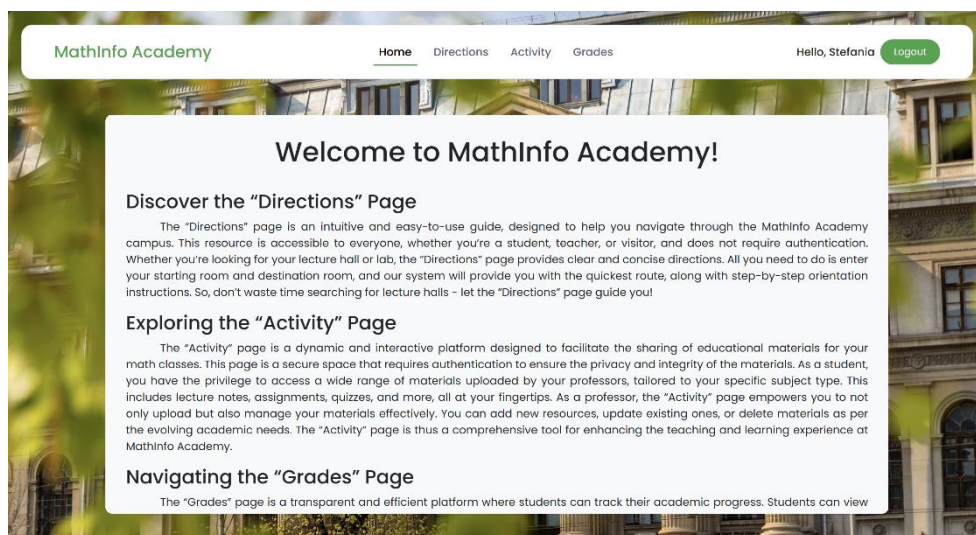 MathInfo Academy
Home Directions Activity Grades
Hello, Stefania Logout
Welcome to MathInfo Academy!
Discover the “Directions” Page
The “Directions” page is an intuitive and easy-to-use guide, designed to help you navigate through the MathInfo Academy
campus. This resource is accessible to everyone, whether you’re a student, teacher, or visitor, and does not require authentication.
Whether you’re looking for your lecture hall or lab, the “Directions” page provides clear and concise directions. All you need to do is enter
your starting room and destination room, and our system will provide you with the quickest route, along with step-by-step orientation
instructions. So, don’t waste time searching for lecture halls - let the “Directions” page guide you!
Exploring the “Activity” Page
The “Activity” page is a dynamic and interactive platform designed to facilitate the sharing of educational materials for your
math classes. This page is a secure space that requires authentication to ensure the privacy and integrity of the materials. As a student,
you have the privilege to access a wide range of materials uploaded by your professors, tailored to your specific subject type. This
includes lecture notes, assignments, quizzes, and more, all at your fingertips. As a professor, the “Activity” page empowers you to not
only upload but also manage your materials effectively. You can add new resources, update existing ones, or delete materials as per
the evolving academic needs. The “Activity” page is thus a comprehensive tool for enhancing the teaching and learning experience at
MathInfo Academy.
Navigating the “Grades” Page
The “Grades” page is a transparent and efficient platform where students can track their academic progress. Students can view